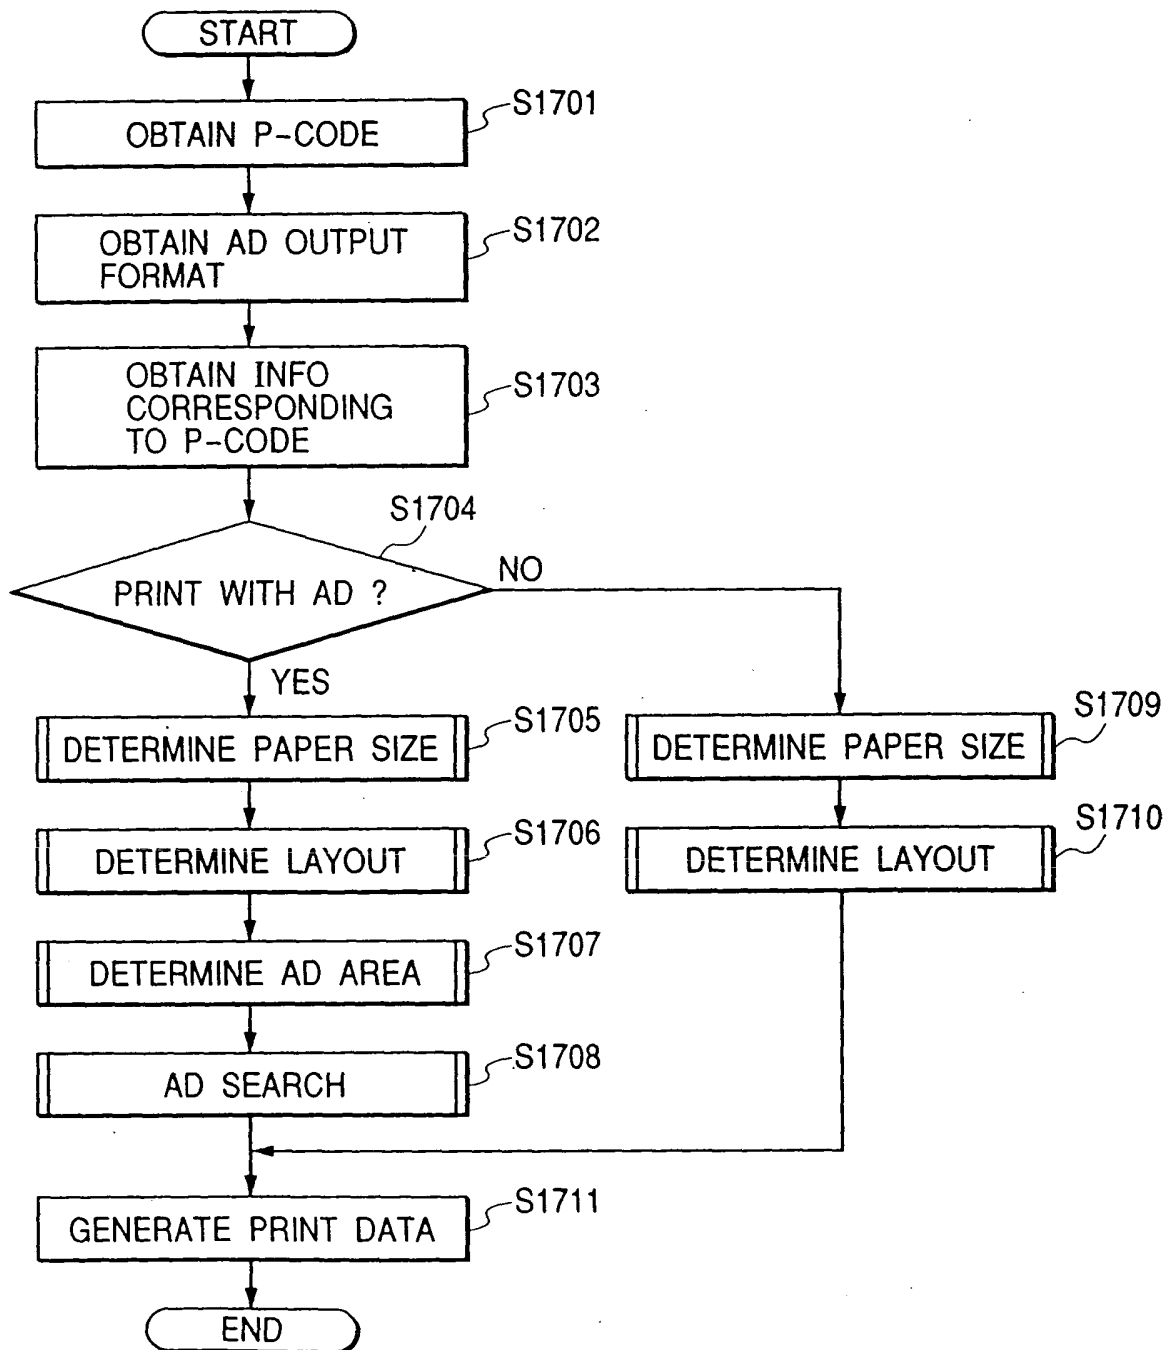 START
OBTAIN P-CODE
S1701
OBTAIN AD OUTPUT
FORMAT
S1702
OBTAIN INFO
CORRESPONDING
TO P-CODE
S1703
S1704
PRINT WITH AD ?
NO
YES
DETERMINE PAPER SIZE
S1705
DETERMINE PAPER SIZE
S1709
DETERMINE LAYOUT
S1706
DETERMINE LAYOUT
S1710
DETERMINE AD AREA
S1707
AD SEARCH
S1708
GENERATE PRINT DATA
S1711
END